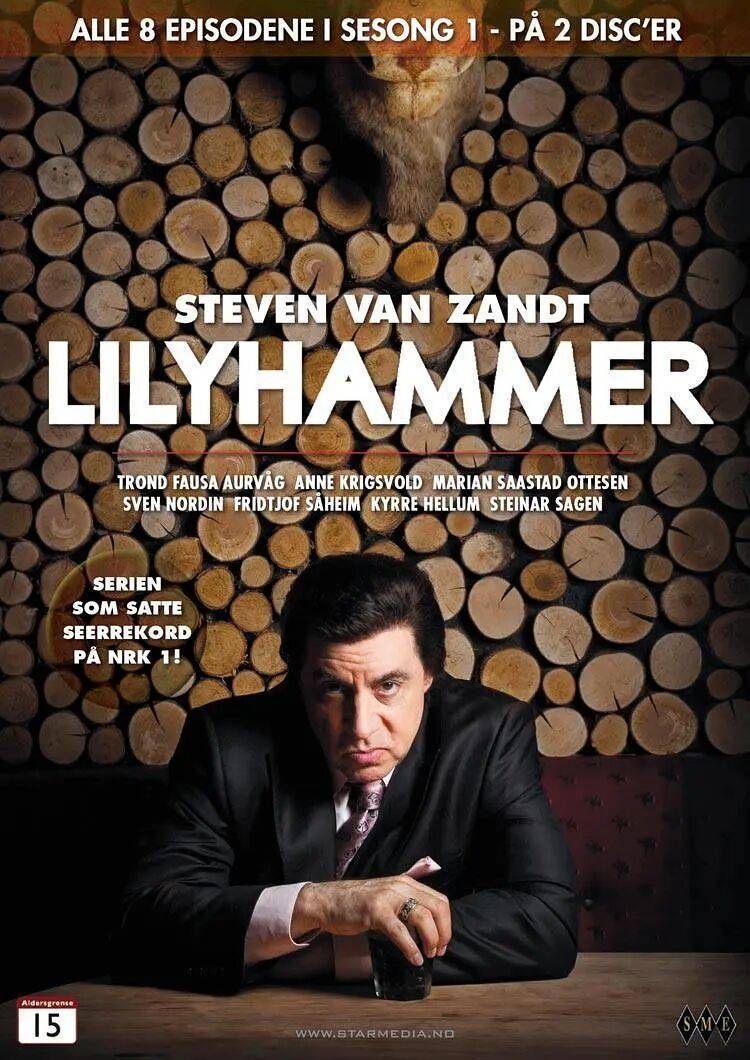 ALLE 8 EPISODENE I SESONG 1 - PÅ 2 DISC'ER
STEVEN VAN ZANDT
LILYHAMMER
TROND FAUSA AURVÅG ANNE KRIGSVOLD MARIAN SAASTAD OTTESEN
SVEN NORDIN FRIDTJOF SÅHEIM KYRRE HELLUM STEINAR SAGEN
SERIEN
SOM SATTE
SEERREKORD
PÅ NRK 1!
Aldersgrense
15
WWW.STARMEDIA.NO
SME